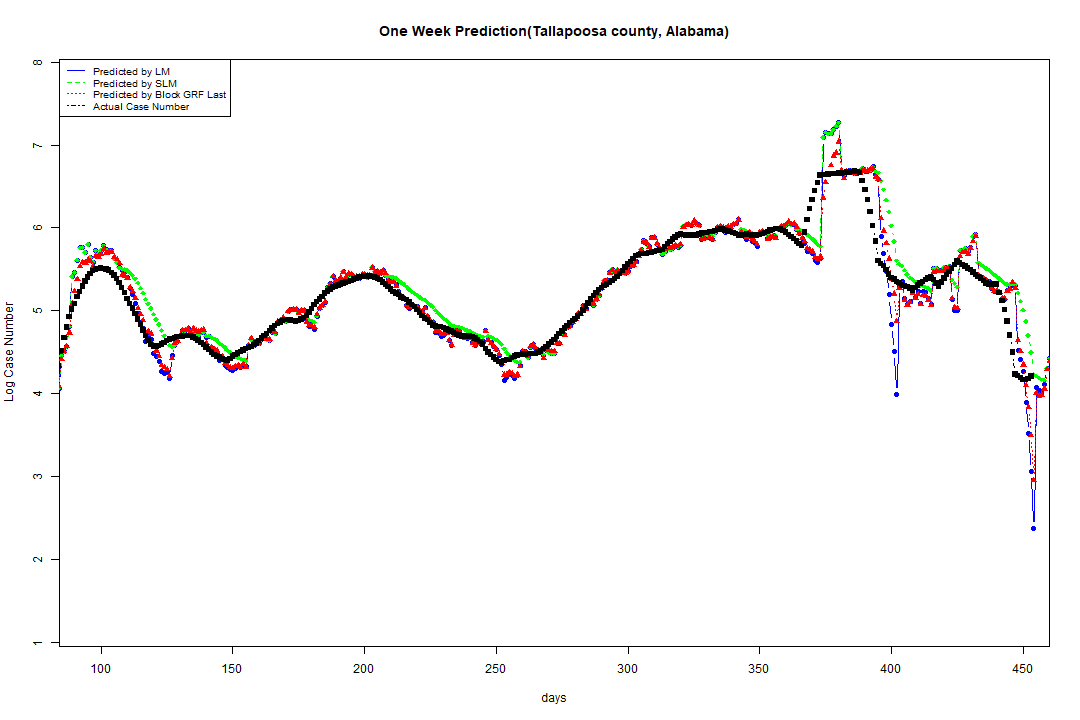 One Week Prediction(Tallapoosa county, Alabama)
Predicted by LM
Predicted by SLM
Predicted by Block GRF Last
Actual Case Number
8
7
6
5
4
3
2
1
Log Case Number
100 150 200 250 300 350 400 450
days